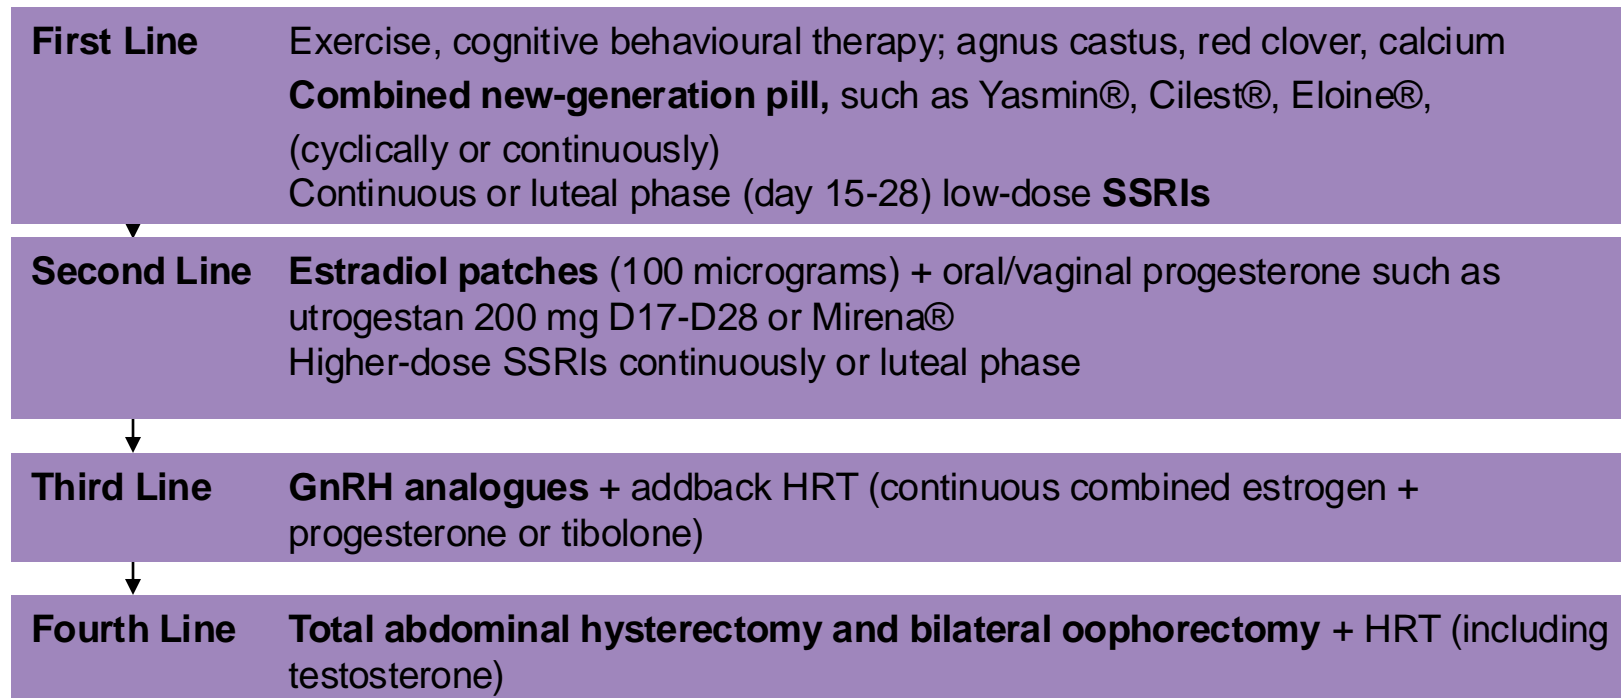 First Line Exercise, cognitive behavioural therapy; agnus castus, red clover, calcium
Combined new-generation pill, such as Yasmin®, Cilest®, Eloine®,
(cyclically or continuously)
Continuous or luteal phase (day 15-28) low-dose SSRIs
Second Line Estradiol patches (100 micrograms) + oral/vaginal progesterone such as
utrogestan 200 mg D17-D28 or Mirena®
Higher-dose SSRIs continuously or luteal phase
Third Line GnRH analogues + addback HRT (continuous combined estrogen +
progesterone or tibolone)
Fourth Line Total abdominal hysterectomy and bilateral oophorectomy + HRT (including
testosterone)